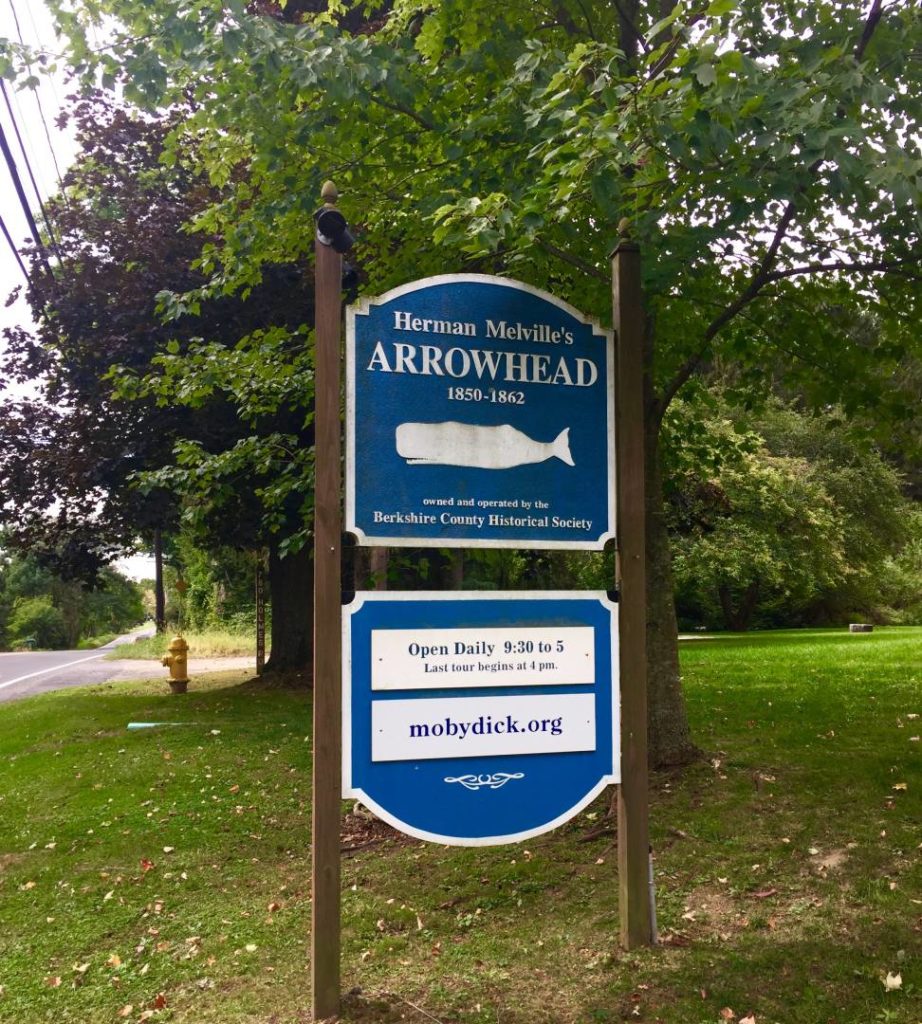 Herman Melville's
ARROWHEAD
1850-1862
owned and operated by the
Berkshire County Historical Society
Open Daily 9:30 to 5
Last tour begins at 4 pm.
mobydick.org